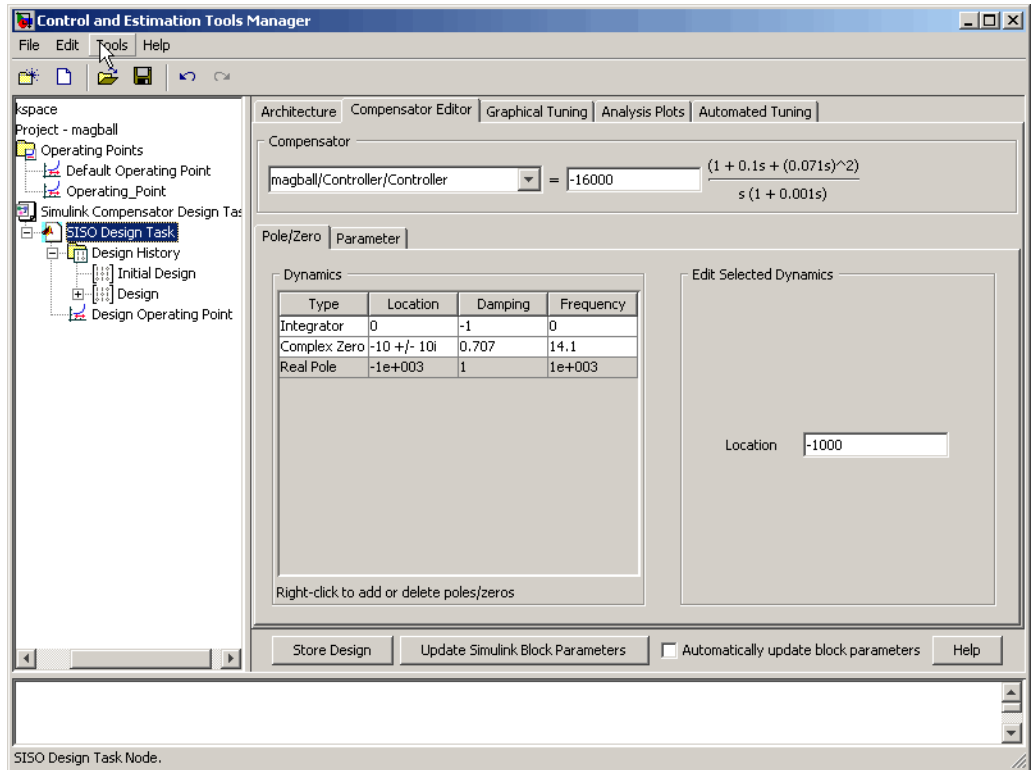 Control and Estimation Tools Manager
File Edit Tools Help
kspace
Project - magball
Operating Points
Default Operating Point
Operating_Point
Simulink Compensator Design Tas
SISO Design Task
Design History
Initial Design
Design
Design Operating Point
Architecture Compensator Editor Graphical Tuning Analysis Plots Automated Tuning
Compensator
magball/Controller/Controller = -16000 (1 + 0.1s + (0.071s)^2)
s (1 + 0.001s)
Pole/Zero Parameter
Dynamics
Type Location Damping Frequency
Integrator 0 -1 0
Complex Zero -10 +/- 10i 0.707 14.1
Real Pole -1e+003 1 1e+003
Right-click to add or delete poles/zeros
Edit Selected Dynamics
Location -1000
Store Design Update Simulink Block Parameters Automatically update block parameters Help
SISO Design Task Node.